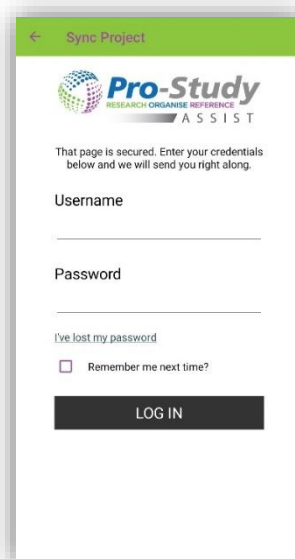 Sync Project
Pro-Study
RESEARCH ORGANISE REFERENCE
ASSIST
That page is secured. Enter your credentials
below and we will send you right along.
Username
Password
I've lost my password
Remember me next time?
LOG IN